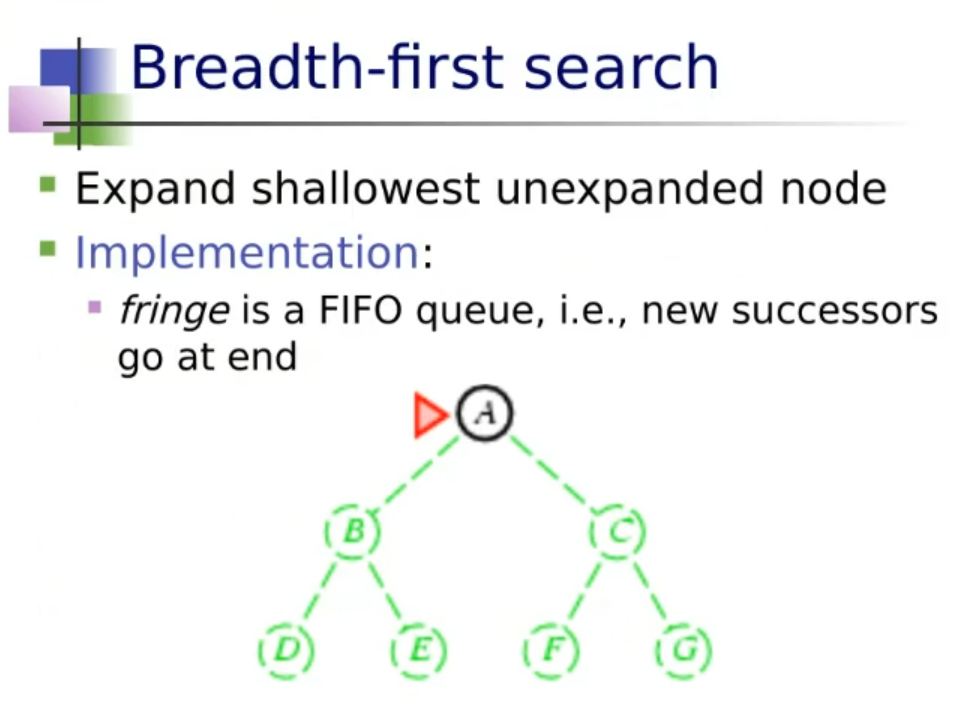 Breadth-first search
Expand shallowest unexpanded node
Implementation:
fringe is a FIFO queue, i.e., new successors
go at end
A
B C
D E F G